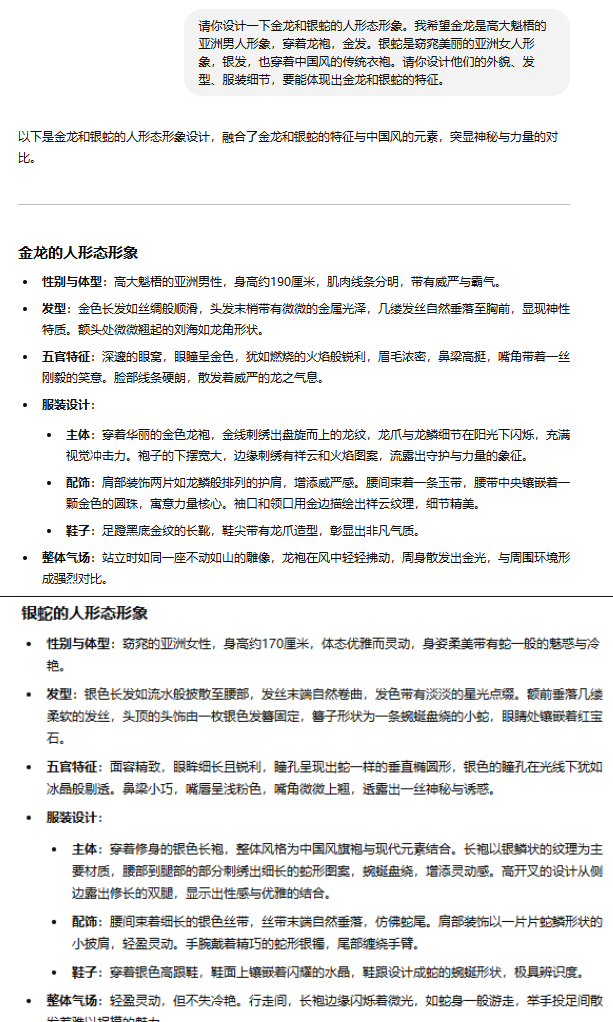 请你设计一下金龙和银蛇的人形态形象。我希望金龙是高大魁梧的
亚洲男人形象，穿着龙袍，金发。银蛇是窈窕美丽的亚洲女人形
象，银发，也穿着中国风的传统衣袍。请你设计他们的外貌、发
型、服装细节，要能体现出金龙和银蛇的特征。
以下是金龙和银蛇的人形态形象设计，融合了金龙和银蛇的特征与中国风的元素，突显神秘与力量的对
比。
金龙的人形态形象
性别与体型：高大魁梧的亚洲男性，身高约190厘米，肌肉线条分明，带有威严与霸气。
发型：金色长发如丝绸般顺滑，头发末梢带有微微的金属光泽，几缕发丝自然垂落至胸前，显现神性
特质。额头处微微翘起的刘海如龙角形状。
五官特征：深邃的眼窝，眼瞳呈金色，犹如燃烧的火焰般锐利，眉毛浓密，鼻梁高挺，嘴角带着一丝
刚毅的笑意。脸部线条硬朗，散发着威严的龙之气息。
服装设计：
主体：穿着华丽的金色龙袍，金线刺绣出盘旋而上的龙纹，龙爪与龙鳞细节在阳光下闪烁，充满
视觉冲击力。袍子的下摆宽大，边缘刺绣有祥云和火焰图案，流露出守护与力量的象征。
配饰：肩部装饰两片如龙鳞般排列的护肩，增添威严感。腰间束着一条玉带，腰带中央镶嵌着一
颗金色的圆珠，寓意力量核心。袖口和领口用金边描绘出祥云纹理，细节精美。
鞋子：足蹬黑底金纹的长靴，鞋尖带有龙爪造型，彰显出非凡气质。
整体气场：站立时如同一座不动如山的雕像，龙袍在风中轻轻拂动，周身散发出金光，与周围环境形
成强烈对比。
银蛇的人形态形象
性别与体型：窈窕的亚洲女性，身高约170厘米，体态优雅而灵动，身姿柔美带有蛇一般的魅惑与冷
艳。
发型：银色长发如流水般披散至腰部，发丝末端自然卷曲，发色带有淡淡的星光点缀。额前垂落几缕
柔软的发丝，头顶的头饰由一枚银色发簪固定，簪子形状为一条蜿蜒盘绕的小蛇，眼睛处镶嵌着红宝
石。
五官特征：面容精致，眼眸细长且锐利，瞳孔呈现出蛇一样的垂直椭圆形，银色的瞳孔在光线下犹如
冰晶般剔透。鼻梁小巧，嘴唇呈浅粉色，嘴角微微上翘，透露出一丝神秘与诱惑。
服装设计：
主体：穿着修身的银色长袍，整体风格为中国风旗袍与现代元素结合。长袍以银鳞状的纹理为主
要材质，腰部到腿部的部分刺绣出细长的蛇形图案，蜿蜒盘绕，增添灵动感。高开叉的设计从侧
边露出修长的双腿，显示出性感与优雅的结合。
配饰：腰间束着细长的银色丝带，丝带末端自然垂落，仿佛蛇尾。肩部装饰以一片片蛇鳞形状的
小披肩，轻盈灵动。手腕戴着精巧的蛇形银镯，尾部缠绕手臂。
鞋子：穿着银色高跟鞋，鞋面上镶嵌着闪耀的水晶，鞋跟设计成蛇的蜿蜒形状，极具辨识度。
整体气场：轻盈灵动，但不失冷艳。行走间，长袍边缘闪烁着微光，如蛇身一般游走，举手投足间散
发着难以捉摸的魅力。